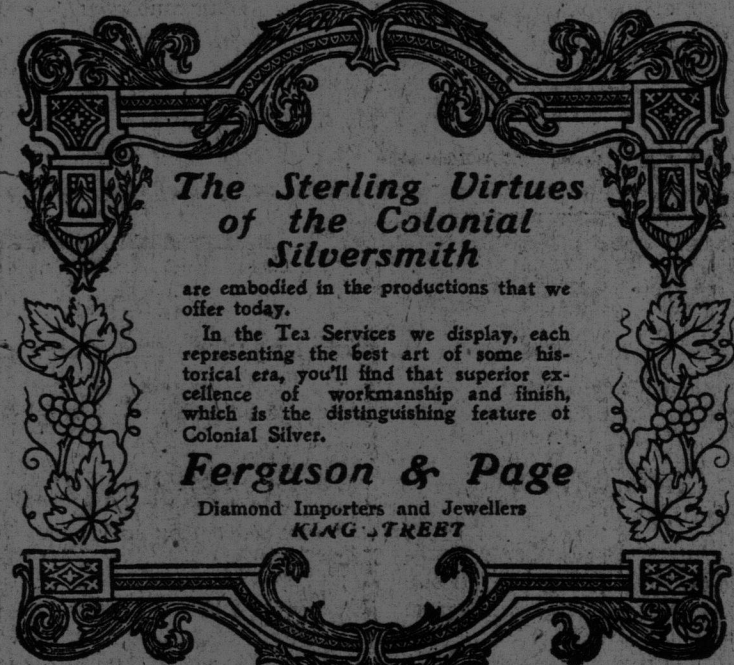 The Sterling Virtues
of the Colonial
Silversmith
are embodied in the productions that we
offer today.
In the Tea Services we display, each
representing the best art of some his-
torical era, you'll find that superior ex-
cellence of workmanship and finish,
which is the distinguishing feature of
Colonial Silver.
Ferguson & Page
Diamond Importers and Jewellers
KING STREET